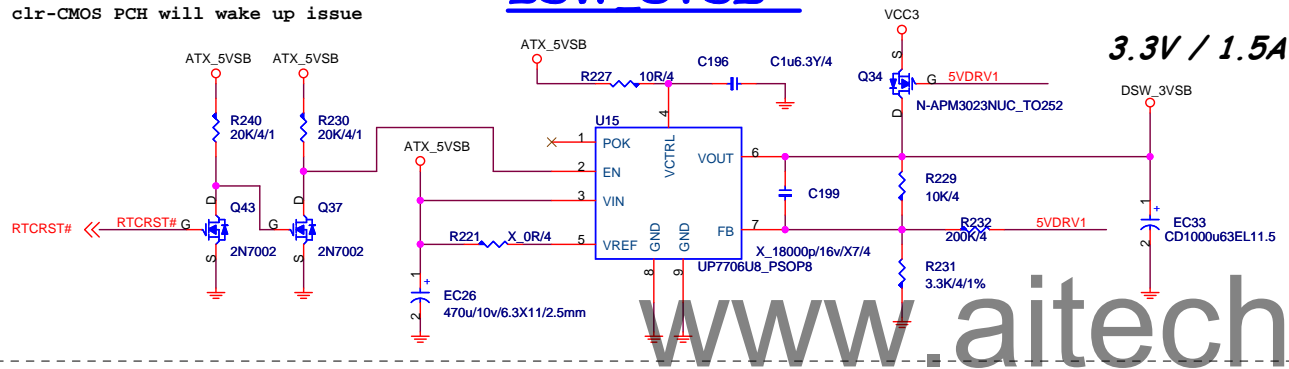 clr-CMOS PCH will wake up issue
3.3V / 1.5A
ATX_5VSB
ATX_5VSB
R240
20K/4/1
R230
20K/4/1
RTCRST#
RTCRST#
G
D
S
Q43
2N7002
G
D
S
Q37
2N7002
ATX_5VSB
R227
10R/4
C196
C1u6.3Y/4
ATX_5VSB
R221
X_0R/4
1
2
+
EC26
470u/10v/6.3X11/2.5mm
U15
1
POK
2
EN
3
VIN
5
VREF
4
VCTRL
VOUT
6
FB
7
GND
8
GND
9
UP7706U8_PSOP8
C199
X_18000p/16v/X7/4
VCC3
S
Q34
G
5VDRV1
D
N-APM3023NUC_TO252
R229
10K/4
R232
200K/4
5VDRV1
R231
3.3K/4/1%
DSW_3VSB
1
2
+
EC33
CD1000u63EL11.5
www.aitech